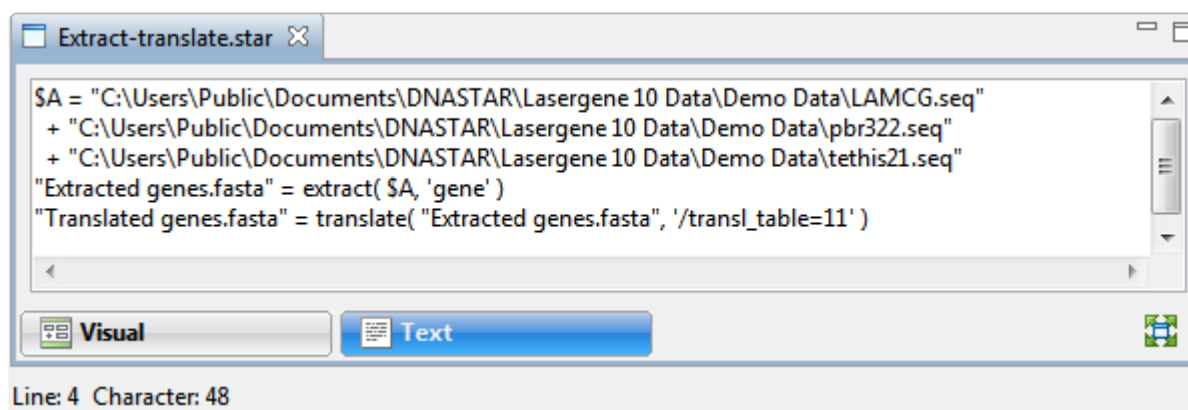 Extract-translate.star
$A = "C:\Users\Public\Documents\DNASTAR\Lasergene 10 Data\Demo Data\LAMCG.seq"
+ "C:\Users\Public\Documents\DNASTAR\Lasergene 10 Data\Demo Data\pbr322.seq"
+ "C:\Users\Public\Documents\DNASTAR\Lasergene 10 Data\Demo Data\tethis21.seq"
"Extracted genes.fasta" = extract( $A, 'gene' )
"Translated genes.fasta" = translate( "Extracted genes.fasta", '/transl_table=11' )
Visual
Text
Line: 4 Character: 48